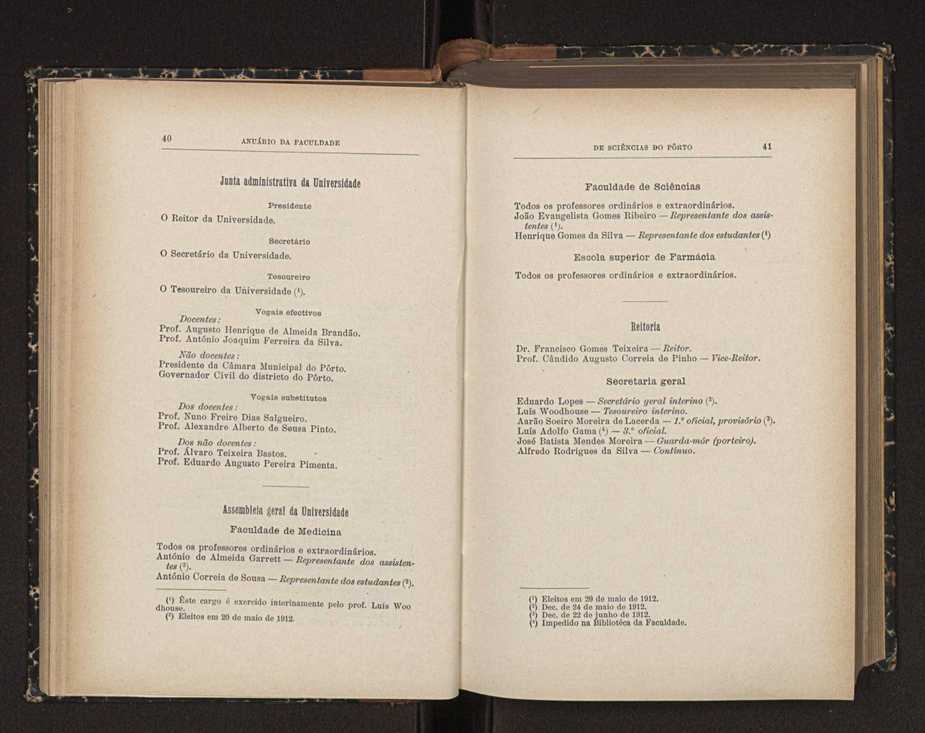 40
ANUÁRIO DA FACULDADE
Junta administrativa da Universidade
Presidente
O Reitor da Universidade.
Secretário
O Secretário da Universidade.
Tesoureiro
O Tesoureiro da Universidade (¹).
Vogais efectivos
Docentes:
Prof. Augusto Henrique de Almeida Brandão.
Prof. António Joaquim Ferreira da Silva.
Não docentes:
Presidente da Câmara Municipal do Pôrto.
Governador Civil do districto do Pôrto.
Vogais substitutos
Dos docentes:
Prof. Nuno Freire Dias Salgueiro.
Prof. Alexandre Alberto de Sousa Pinto.
Dos não docentes:
Prof. Álvaro Teixeira Bastos.
Prof. Eduardo Augusto Pereira Pimenta.
Assembleia geral da Universidade
Faculdade de Medicina
Todos os professores ordinários e extraordinários.
António de Almeida Garrett — Representante dos assisten-
tes (²).
António Correia de Sousa — Representante dos estudantes (²).
(¹) Êste cargo é exercido interinamente pelo prof. Luís Woo
dhouse.
(²) Eleitos em 20 de maio de 1912.
DE SCIÊNCIAS DO PÔRTO
41
Faculdade de Sciências
Todos os professores ordinários e extraordinários.
João Evangelista Gomes Ribeiro — Representante dos assis-
tentes (¹).
Henrique Gomes da Silva — Representante dos estudantes (¹)
Escola superior de Farmácia
Todos os professores ordinários e extraordinários.
Reitoria
Dr. Francisco Gomes Teixeira — Reitor.
Prof. Cândido Augusto Correia de Pinho — Vice-Reitor.
Secretaria geral
Eduardo Lopes — Secretário geral interino (²).
Luís Woodhouse — Tesoureiro interino.
Aarão Soeiro Moreira de Lacerda — 1.º oficial, provisório (³).
Luís Adolfo Gama (⁴) — 3.º oficial.
José Batista Mendes Moreira — Guarda-mór (porteiro).
Alfredo Rodrigues da Silva — Contínuo.
(¹) Eleitos em 20 de maio de 1912.
(²) Dec. de 24 de maio de 1912.
(³) Dec. de 22 de junho de 1912.
(⁴) Impedido na Bibliotêca da Faculdade.